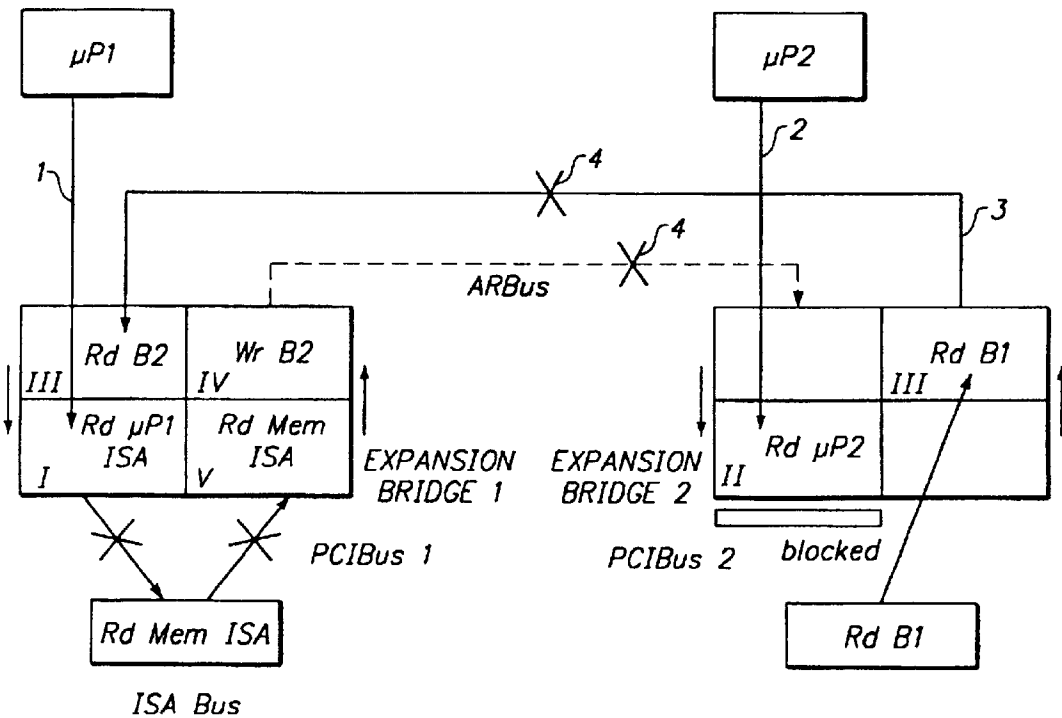 µP1
µP2
1
2
4
3
4
ARBus
Rd B2
III
Wr B2
IV
Rd B1
III
Rd µP1
ISA
I
Rd Mem
ISA
V
EXPANSION
BRIDGE 1
EXPANSION
BRIDGE 2
Rd µP2
II
PCIBus 1
PCIBus 2
blocked
Rd Mem ISA
Rd B1
ISA Bus